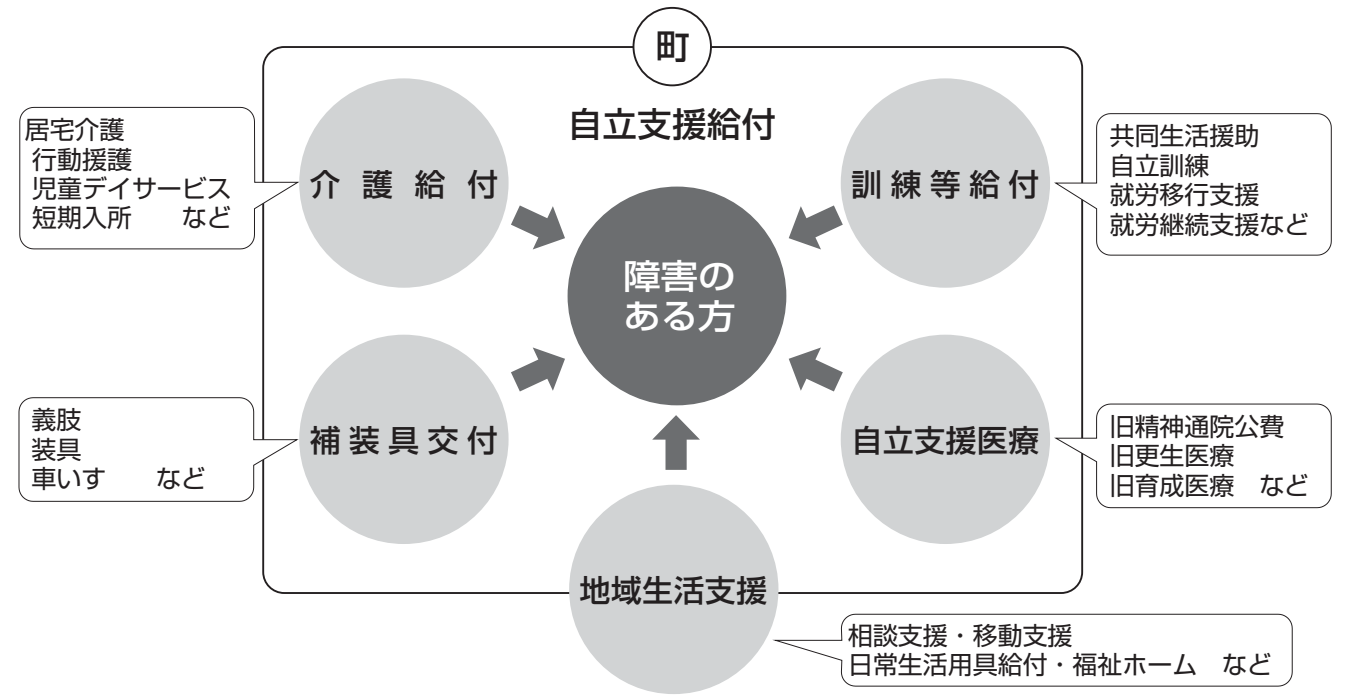 町
自立支援給付
居宅介護
行動援護
児童デイサービス
短期入所　など
介護給付
訓練等給付
共同生活援助
自立訓練
就労移行支援
就労継続支援など
障害の
ある方
義肢
装具
車いす　など
補装具交付
自立支援医療
旧精神通院公費
旧更生医療
旧育成医療　など
地域生活支援
相談支援・移動支援
日常生活用具給付・福祉ホーム　など